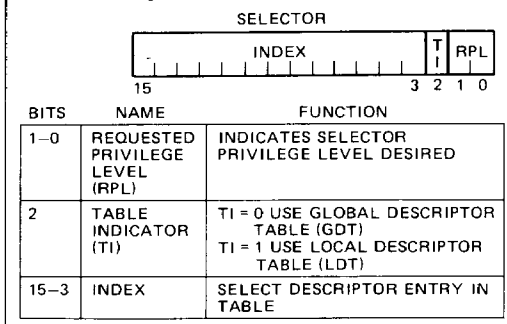 SELECTOR
INDEX TI RPL
15 3 2 1 0
BITS NAME FUNCTION
1–0 REQUESTED PRIVILEGE LEVEL (RPL) INDICATES SELECTOR PRIVILEGE LEVEL DESIRED
2 TABLE INDICATOR (TI) TI = 0 USE GLOBAL DESCRIPTOR TABLE (GDT)
TI = 1 USE LOCAL DESCRIPTOR TABLE (LDT)
15–3 INDEX SELECT DESCRIPTOR ENTRY IN TABLE